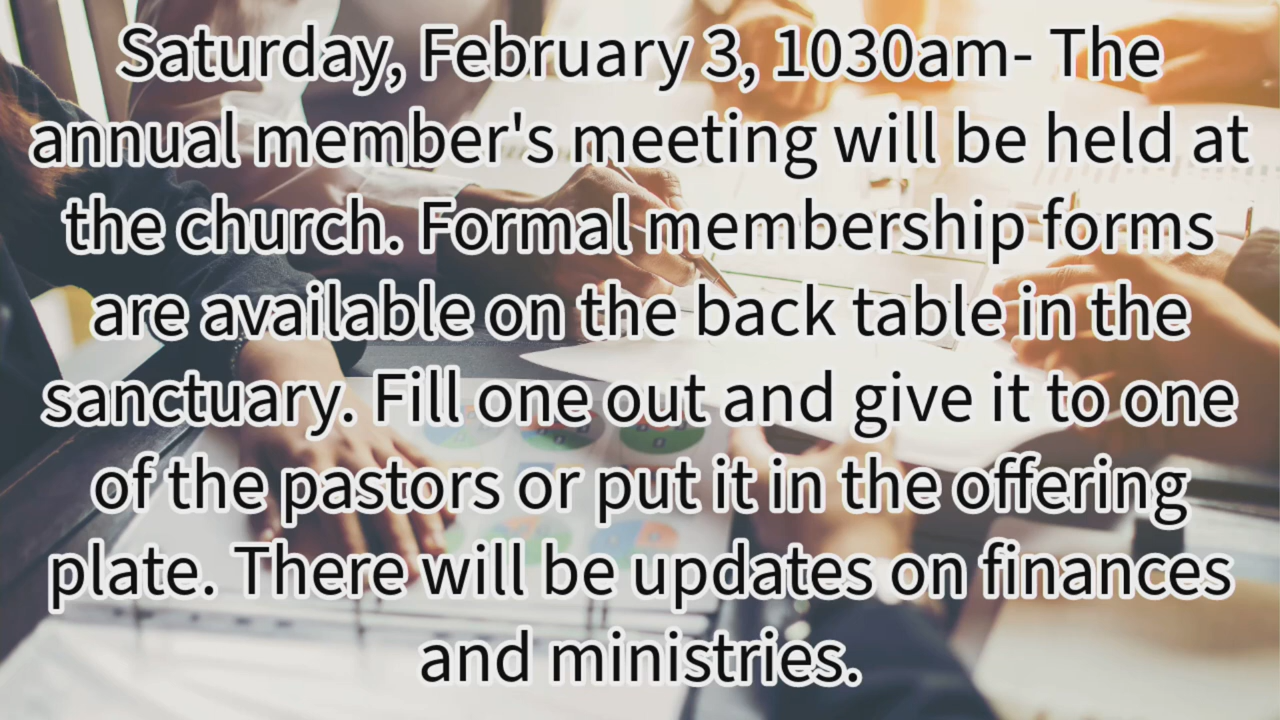 Saturday, February 3, 1030am- The
annual member's meeting will be held at
the church. Formal membership forms
are available on the back table in the
sanctuary. Fill one out and give it to one
of the pastors or put it in the offering
plate. There will be updates on finances
and ministries.